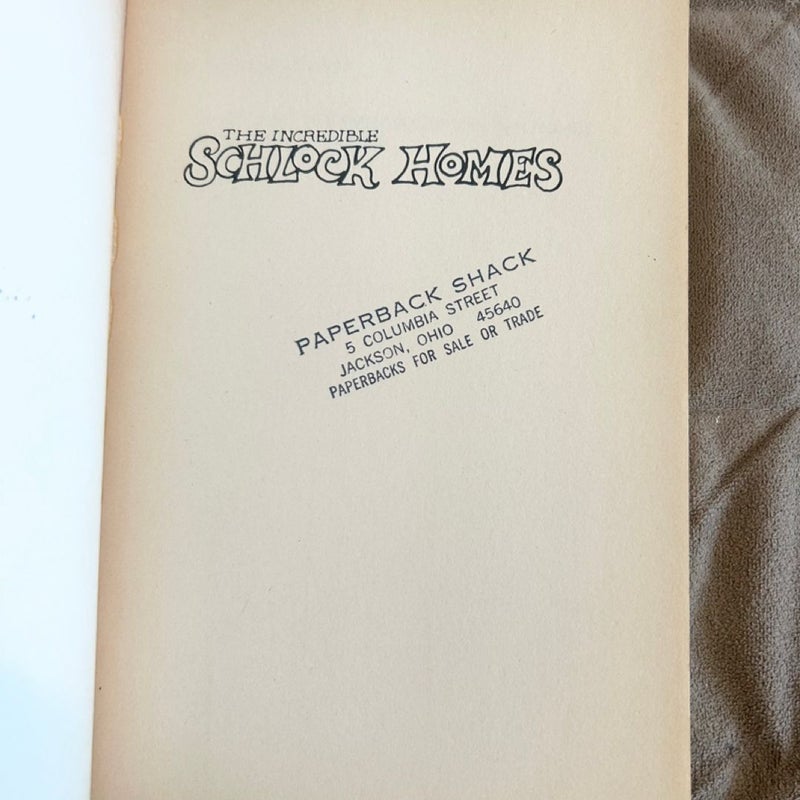 THE INCREDIBLE
SCHLOCK HOMES
PAPERBACK SHACK
5 COLUMBIA STREET
JACKSON, OHIO 45640
PAPERBACKS FOR SALE OR TRADE